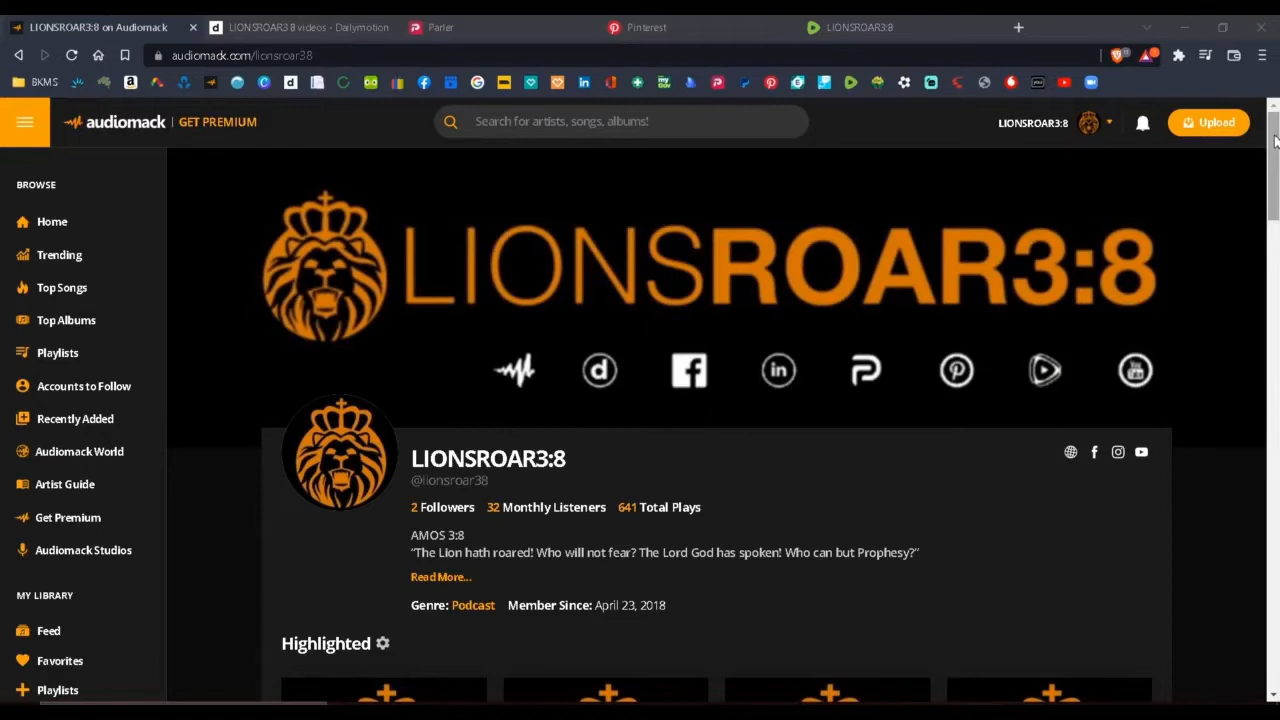 LIONSROAR3:8 on Audiomack
LIONSROAR3:8 videos - Dailymotion
Parler
Pinterest
LIONSROAR3:8
audiomack.com/lionsroar38
BKMS
audiomack
GET PREMIUM
Search for artists, songs, albums!
LIONSROAR3:8
Upload
BROWSE
Home
Trending
Top Songs
Top Albums
Playlists
Accounts to Follow
Recently Added
Audiomack World
Artist Guide
Get Premium
Audiomack Studios
MY LIBRARY
Feed
Favorites
Playlists
LIONSROAR3:8
LIONSROAR3:8
@lionsroar38
2 Followers 32 Monthly Listeners 641 Total Plays
AMOS 3:8
“The Lion hath roared! Who will not fear? The Lord God has spoken! Who can but Prophesy?”
Read More...
Genre: Podcast Member Since: April 23, 2018
Highlighted